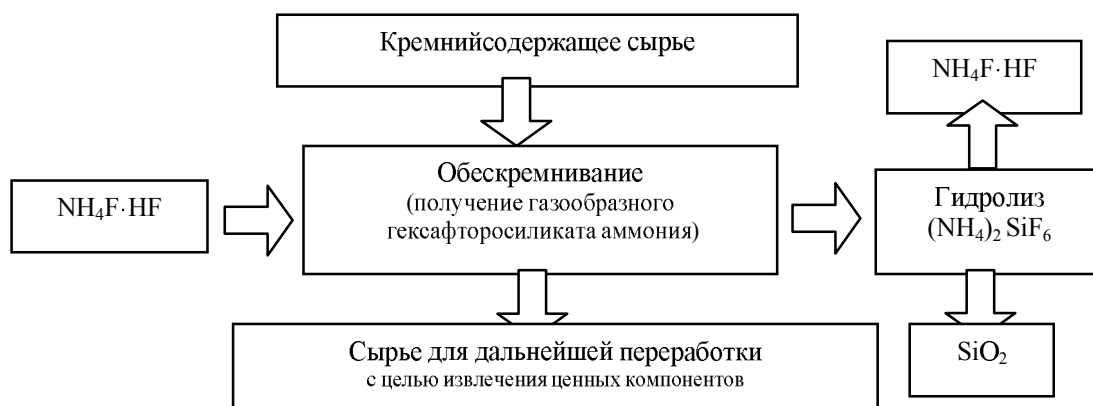 Кремнийсодержащее сырье
NH₄F·HF
NH₄F·HF
Обескремнивание
(получение газообразного
гексафторосиликата аммония)
Гидролиз
(NH₄)₂ SiF₆
Сырье для дальнейшей переработки
с целью извлечения ценных компонентов
SiO₂